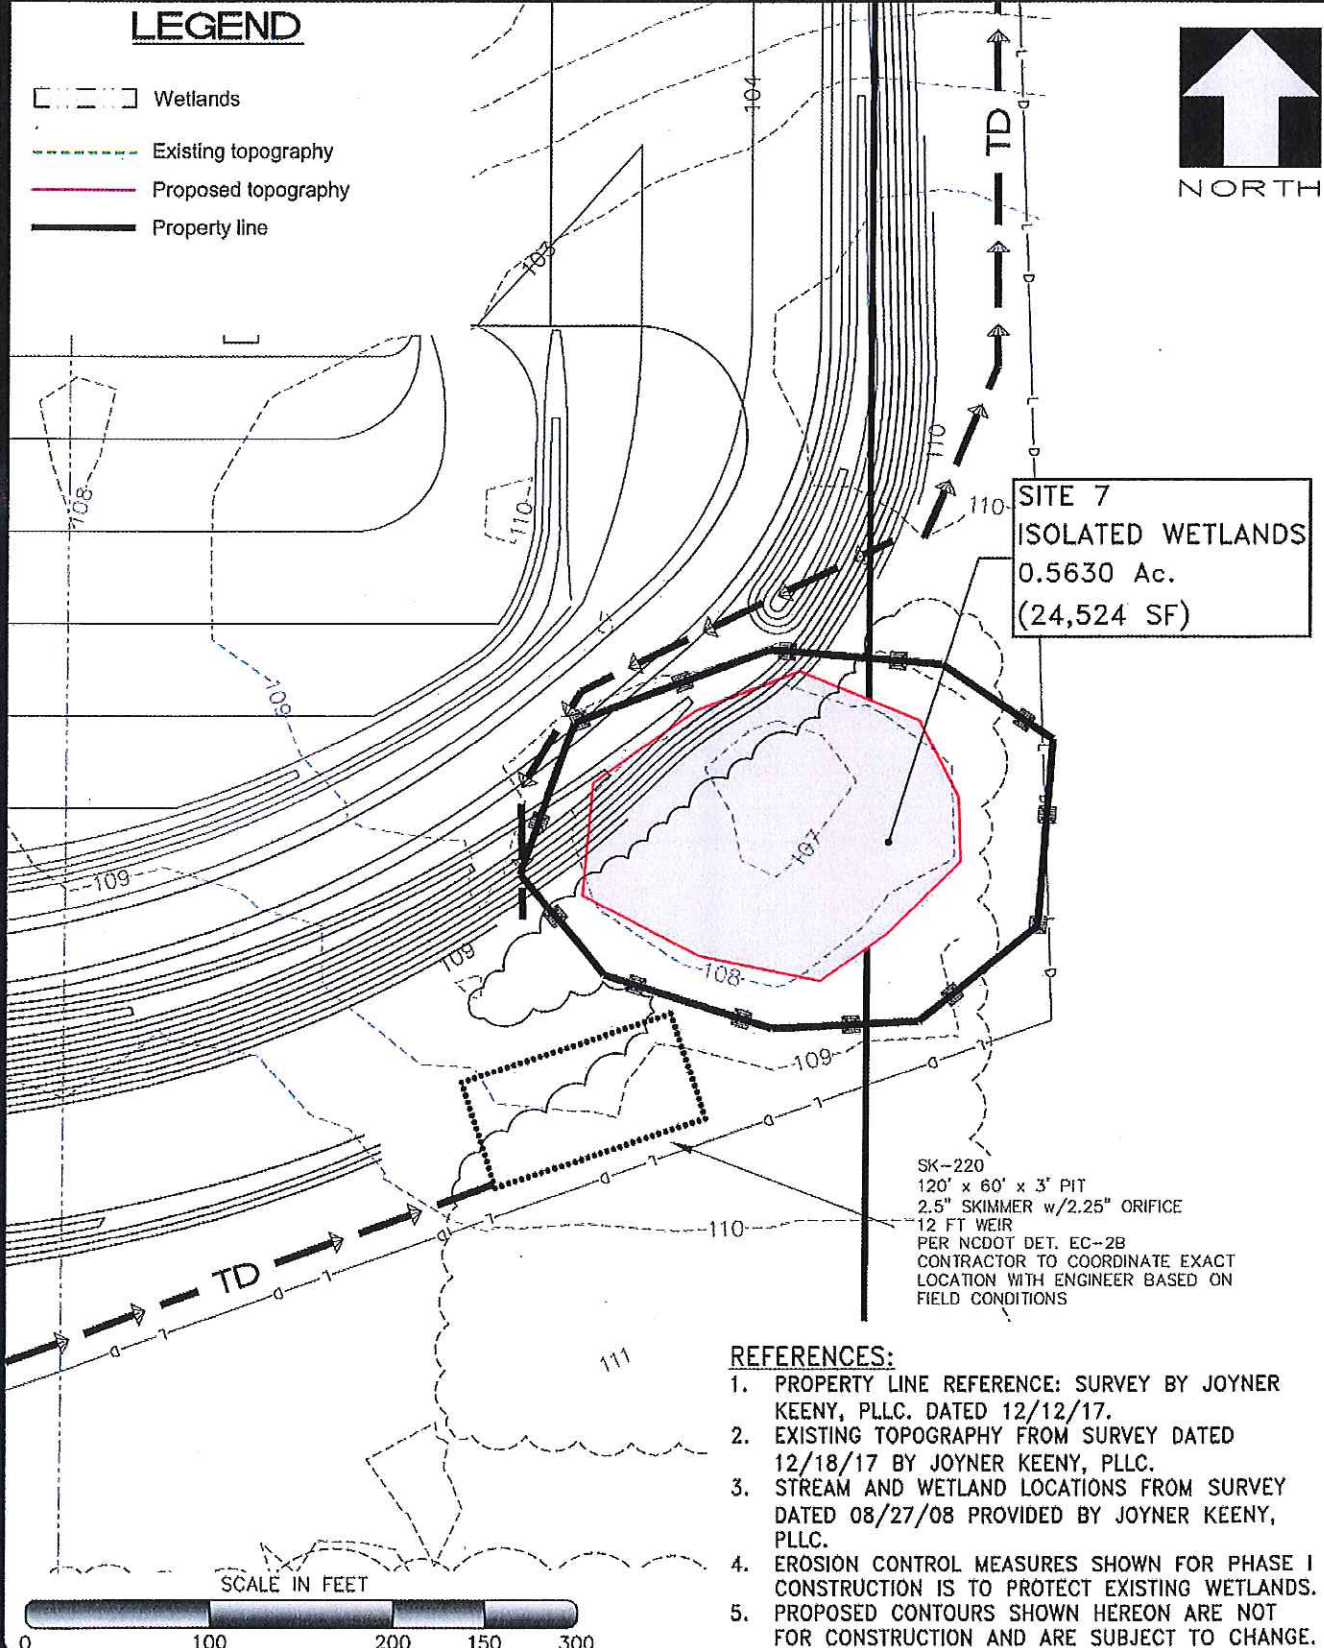 LEGEND
Wetlands
Existing topography
Proposed topography
Property line
NORTH
104
TD
103
108
110
110
110
SITE 7
ISOLATED WETLANDS
0.5630 Ac.
(24,524 SF)
109
107
109
109
108
109
SK-220
120' x 60' x 3' PIT
2.5" SKIMMER w/2.25" ORIFICE
12 FT WEIR
PER NCDOT DET. EC-2B
CONTRACTOR TO COORDINATE EXACT
LOCATION WITH ENGINEER BASED ON
FIELD CONDITIONS
110
TD
111
REFERENCES:
1. PROPERTY LINE REFERENCE: SURVEY BY JOYNER
KEENY, PLLC. DATED 12/12/17.
2. EXISTING TOPOGRAPHY FROM SURVEY DATED
12/18/17 BY JOYNER KEENY, PLLC.
3. STREAM AND WETLAND LOCATIONS FROM SURVEY
DATED 08/27/08 PROVIDED BY JOYNER KEENY,
PLLC.
4. EROSION CONTROL MEASURES SHOWN FOR PHASE I
CONSTRUCTION IS TO PROTECT EXISTING WETLANDS.
5. PROPOSED CONTOURS SHOWN HEREON ARE NOT
FOR CONSTRUCTION AND ARE SUBJECT TO CHANGE.
SCALE IN FEET
0 100 200 150 300